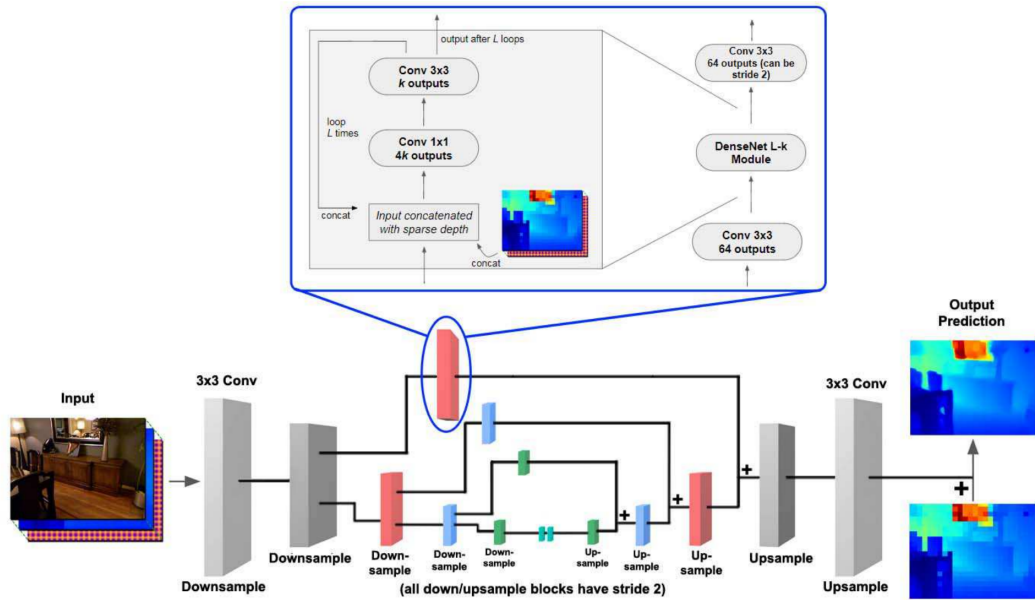 output after L loops
Conv 3x3
k outputs
loop
L times
Conv 1x1
4k outputs
concat
Input concatenated
with sparse depth
concat
Conv 3x3
64 outputs (can be
stride 2)
DenseNet L-k
Module
Conv 3x3
64 outputs
Output
Prediction
Input
3x3 Conv
3x3 Conv
+
+
+
+
Downsample
Downsample
Down-
sample
Down-
sample
Down-
sample
Up-
sample
Up-
sample
Up-
sample
Upsample
Upsample
(all down/upsample blocks have stride 2)